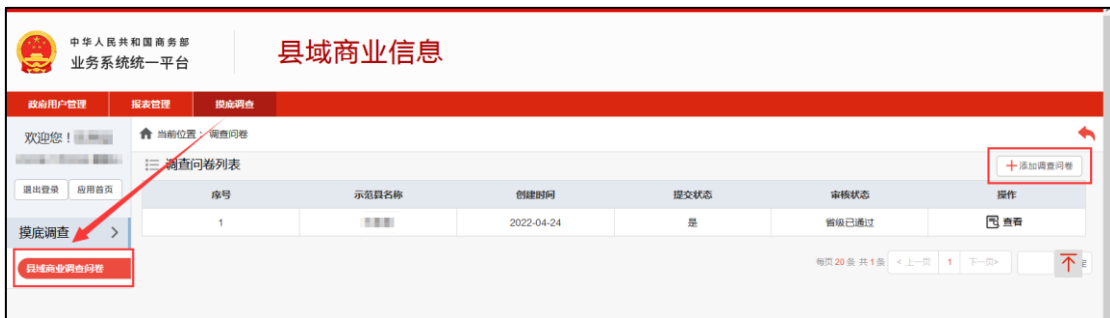 中华人民共和国商务部
业务系统统一平台
县域商业信息
政府用户管理 报表管理 摸底调查
欢迎您！
当前位置： 调查问卷
调查问卷列表
添加调查问卷
退出登录 应用首页
序号 示范县名称 创建时间 提交状态 审核状态 操作
1 2022-04-24 是 省级已通过 查看
摸底调查 >
县域商业调查问卷
每页 20 条 共 1 条 < 上一页 1 下一页>